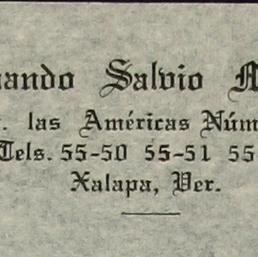 ando Salvio M
. las Américas Núm
Tels. 55-50 55-51 55
Xalapa, Ver.